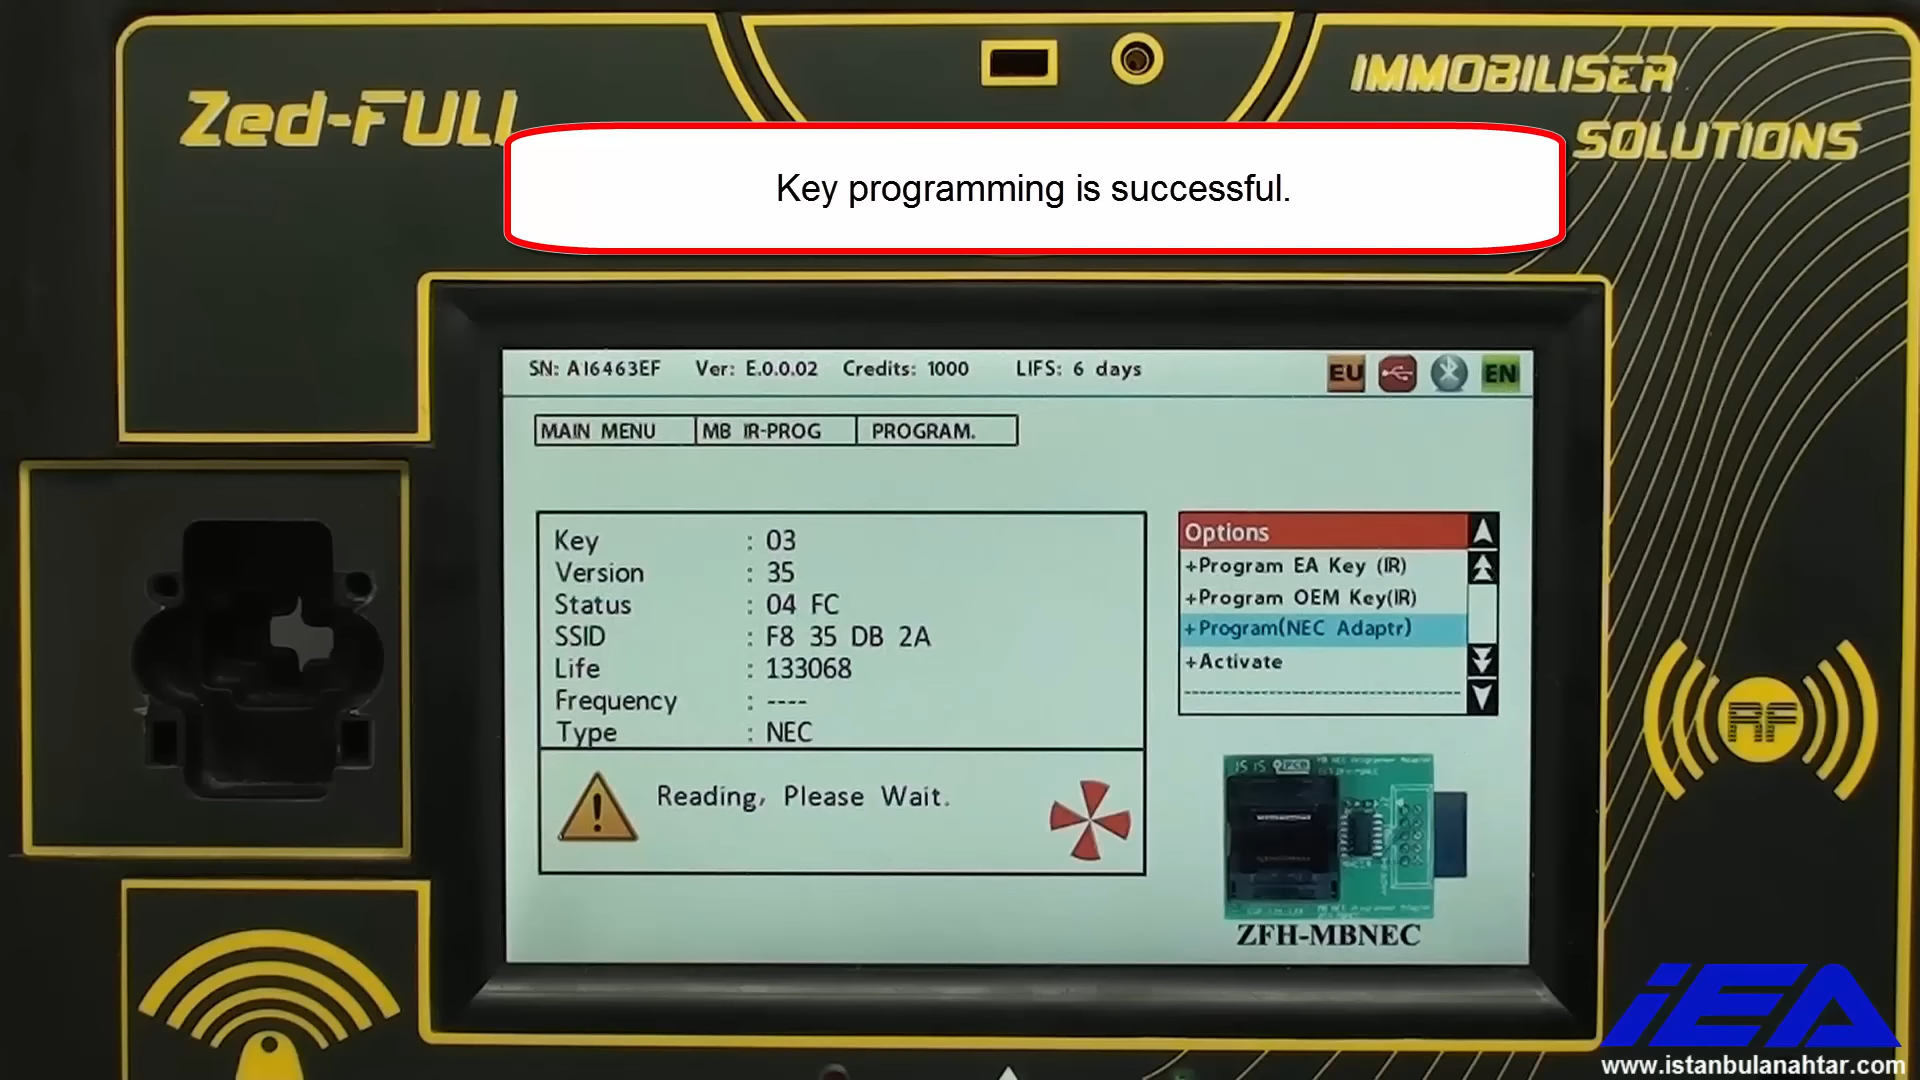 Zed-FULL
IMMOBILISER
SOLUTIONS
Key programming is successful.
SN: A16463EF Ver: E.0.0.02 Credits: 1000 LIFS: 6 days
EU
EN
MAIN MENU MB IR-PROG PROGRAM.
Key : 03
Version : 35
Status : 04 FC
SSID : F8 35 DB 2A
Life : 133068
Frequency : ----
Type : NEC
Reading, Please Wait.
Options
+Program EA Key (IR)
+Program OEM Key(IR)
+Program(NEC Adaptr)
+Activate
RF
1515
ZFH-MBNEC
iEA
www.istanbulanahtar.com